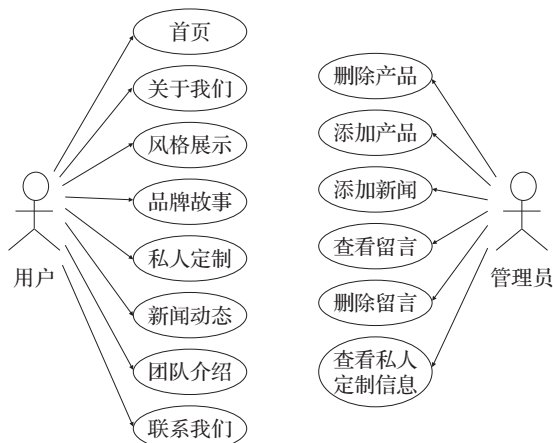 首页
关于我们
风格展示
品牌故事
私人定制
新闻动态
团队介绍
联系我们
用户
删除产品
添加产品
添加新闻
查看留言
删除留言
查看私人
定制信息
管理员